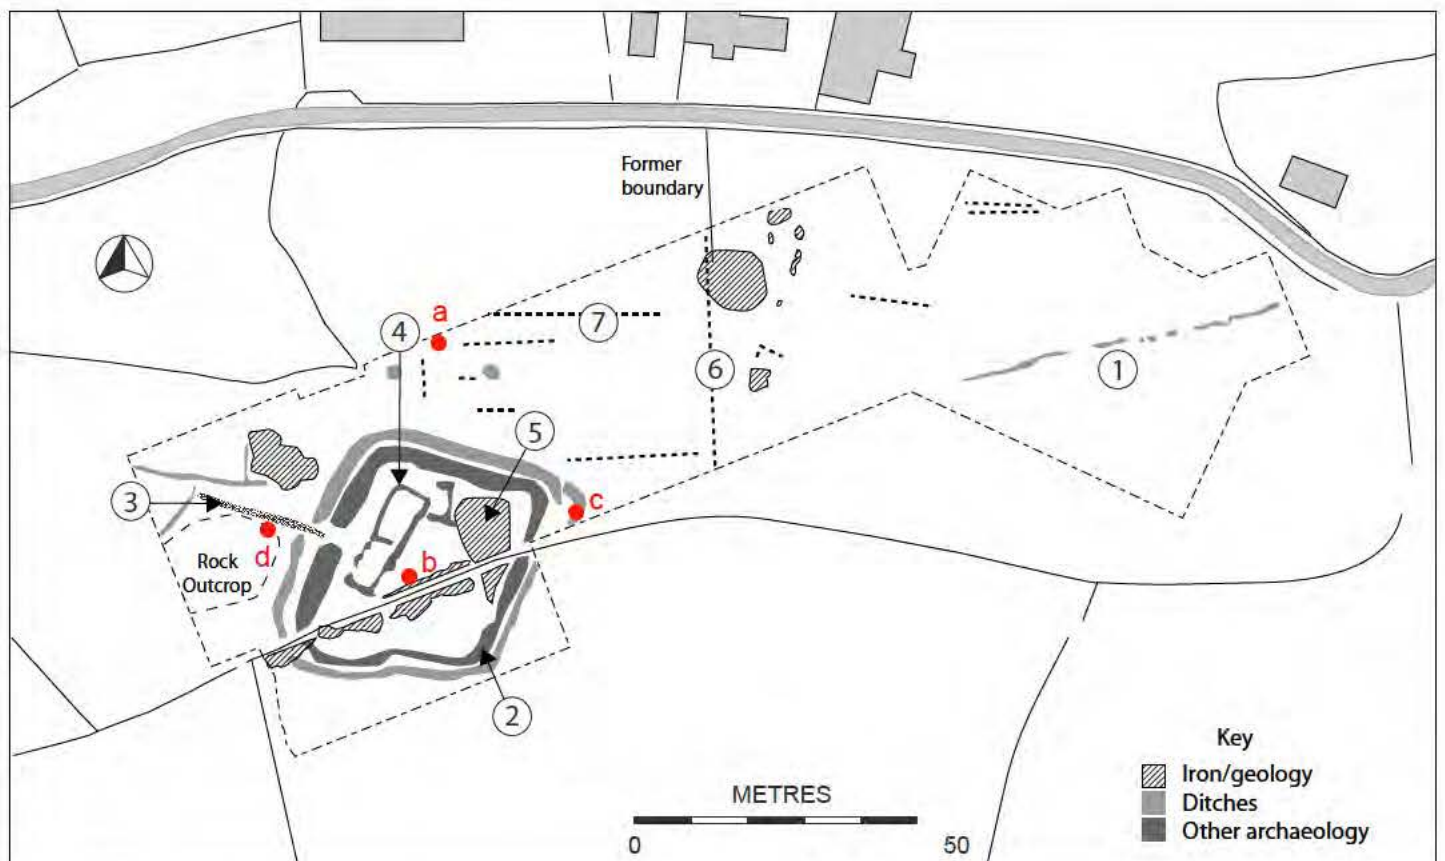 Former
boundary
a
4
7
6
1
5
3
c
d
b
Rock
Outcrop
2
Key
Iron/geology
Ditches
Other archaeology
METRES
0
50